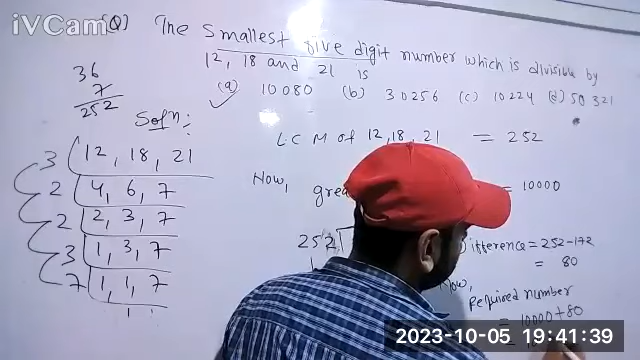 iVCam
(Q) The Smallest five digit number which is divisible by
12, 18 and 21 is
(a) 10080 (b) 30256 (c) 10224 (d) 50321
36
7
252
Soln:
LCM of 12, 18, 21 = 252
3 12, 18, 21
2 4, 6, 7
2 2, 3, 7
3 1, 3, 7
7 1, 1, 7
1 1
Now, = 10000
252
Difference = 252-172
= 80
Now,
Required number
= 10000+80
2023-10-05 19:41:39